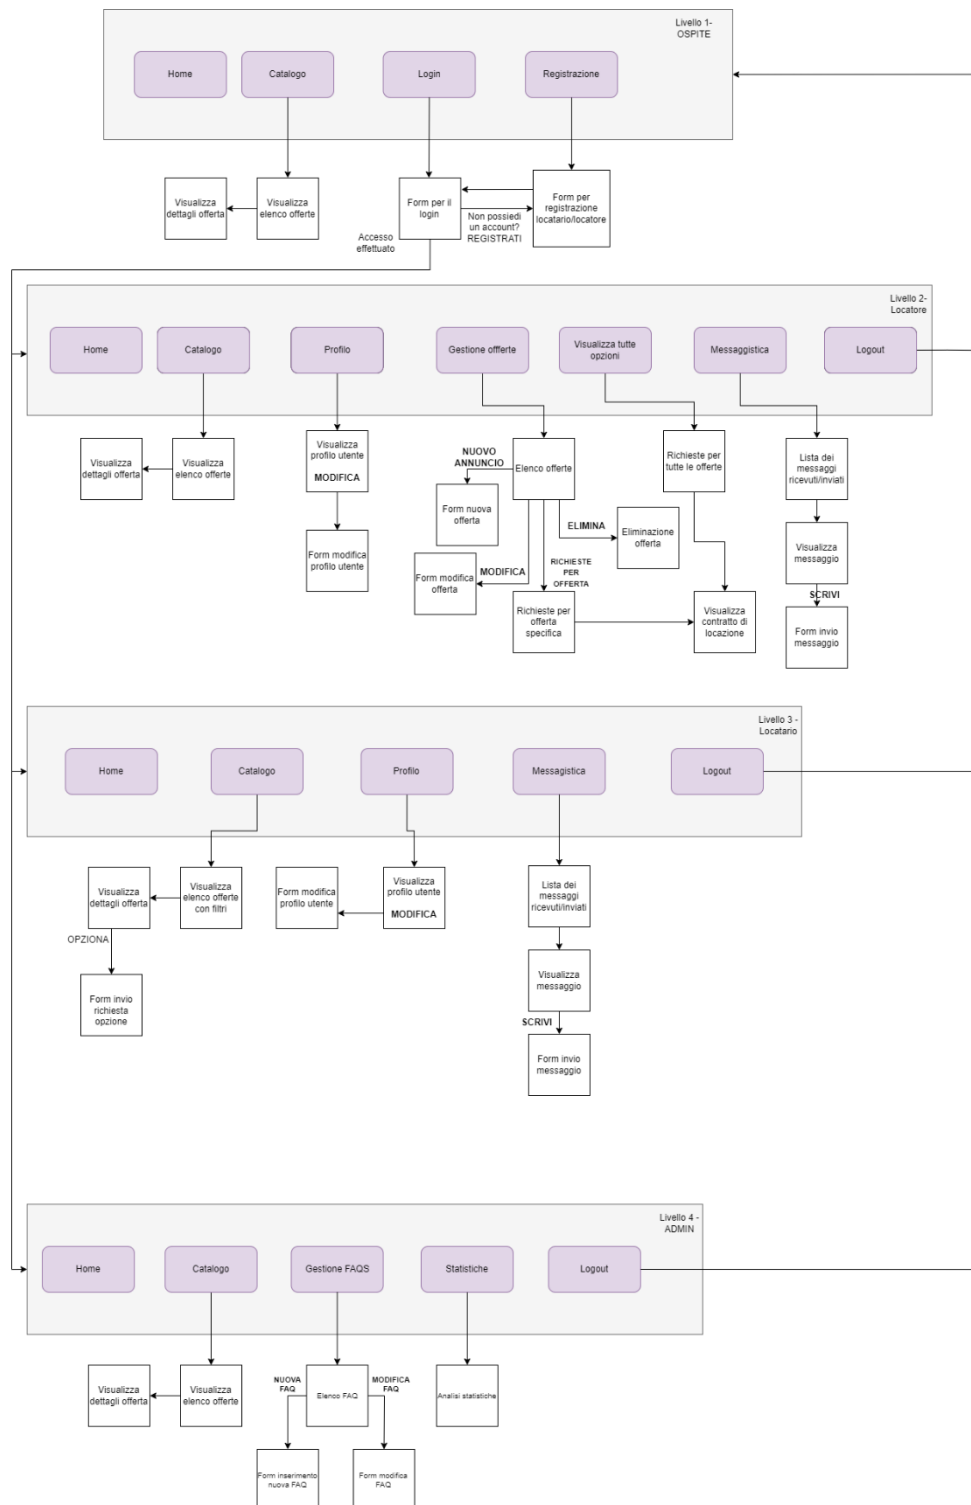 Livello 1-
OSPITE
Home
Catalogo
Login
Registrazione
Visualizza
dettagli offerta
Visualizza
elenco offerte
Form per il
login
Non possiedi
un account?
REGISTRATI
Form per
registrazione
locatario/locatore
Accesso
effettuato
Livello 2-
Locatore
Home
Catalogo
Profilo
Gestione offferte
Visualizza tutte
opzioni
Messaggistica
Logout
Visualizza
dettagli offerta
Visualizza
elenco offerte
Visualizza
profilo utente
MODIFICA
Form modifica
profilo utente
NUOVO
ANNUNCIO
Elenco offerte
Form nuova
offerta
ELIMINA
Eliminazione
offerta
MODIFICA
Form modifica
offerta
RICHIESTE
PER
OFFERTA
Richieste per
offerta
specifica
Richieste per
tutte le offerte
Visualizza
contratto di
locazione
Lista dei
messaggi
ricevuti/inviati
Visualizza
messaggio
SCRIVI
Form invio
messaggio
Livello 3 -
Locatario
Home
Catalogo
Profilo
Messagistica
Logout
Visualizza
dettagli offerta
Visualizza
elenco offerte
con filtri
OPZIONA
Form invio
richiesta
opzione
Form modifica
profilo utente
Visualizza
profilo utente
MODIFICA
Lista dei
messaggi
ricevuti/inviati
Visualizza
messaggio
SCRIVI
Form invio
messaggio
Livello 4 -
ADMIN
Home
Catalogo
Gestione FAQS
Statistiche
Logout
Visualizza
dettagli offerta
Visualizza
elenco offerte
NUOVA
FAQ
Elenco FAQ
MODIFICA
FAQ
Analisi statistiche
Form inserimento
nuova FAQ
Form modifica
FAQ